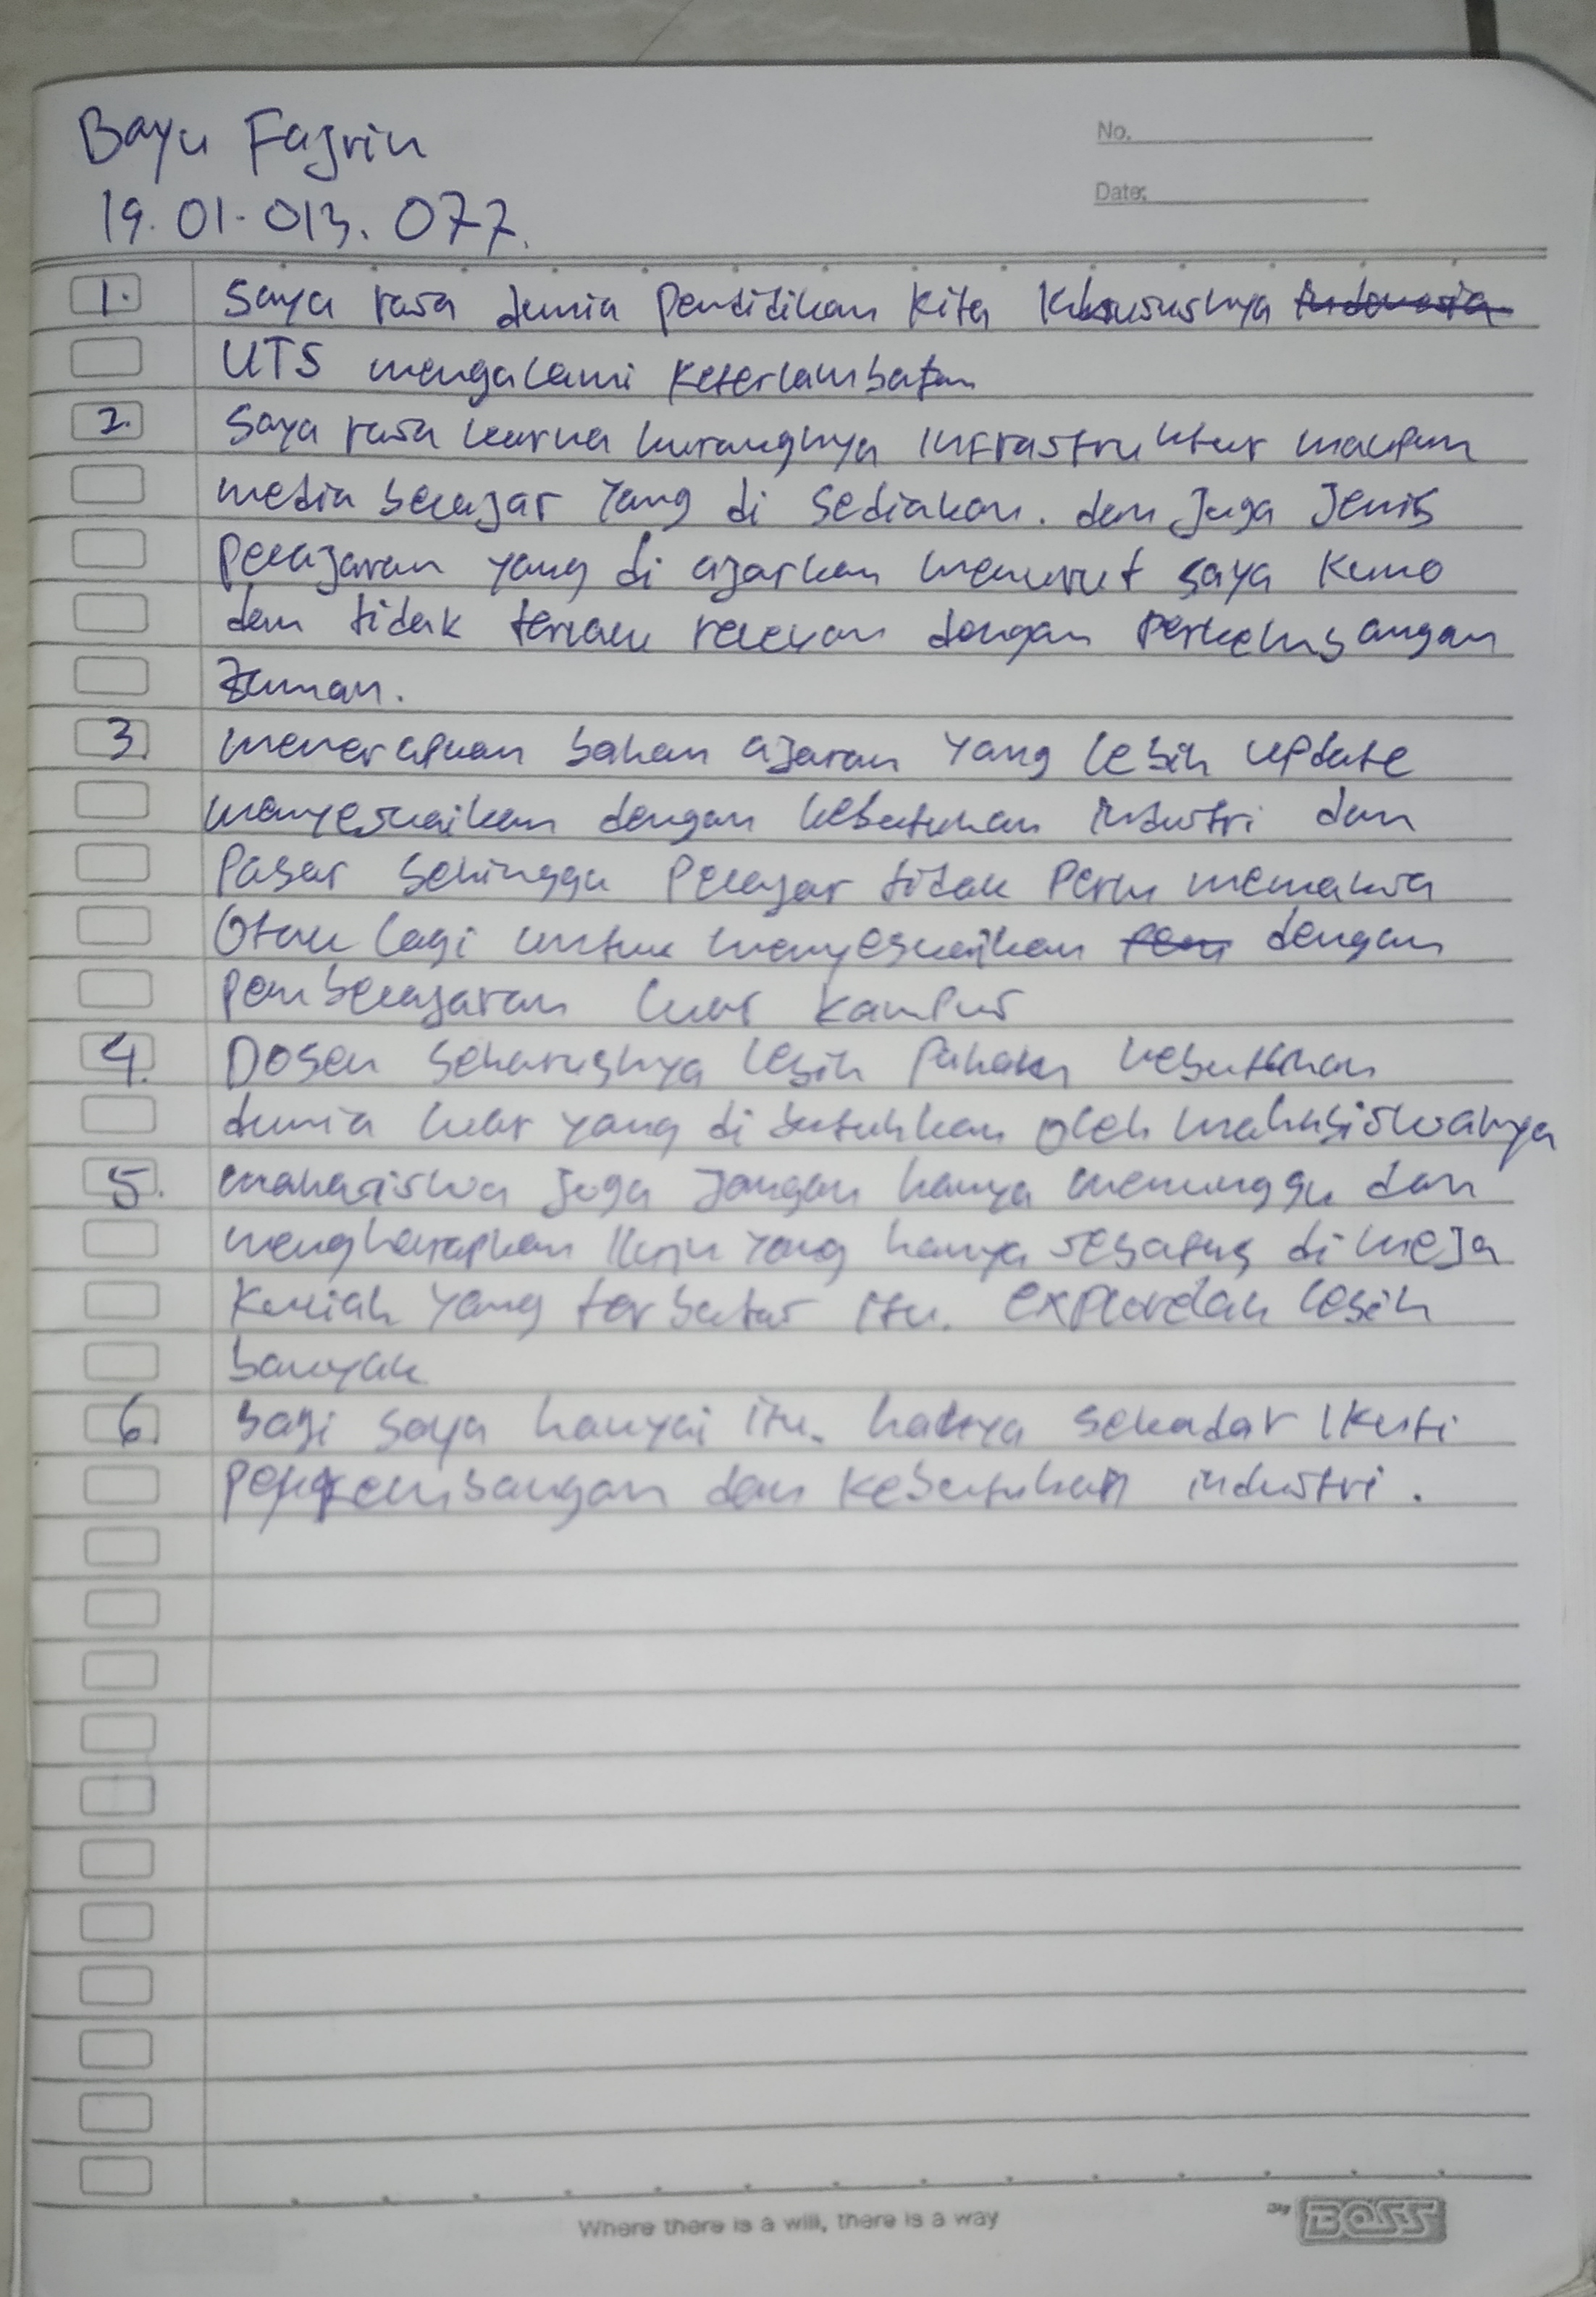 Bayu Fajrin
19.01.013.077.
No.
Date:
1. Saya rasa dunia pendidikan kita khususnya
UTS mengalami keterlambatan
2. Saya rasa karna kurangnya infrastruktur maupun
media belajar yang di sediakan. dan juga jenis
pelajaran yang di ajarkan menurut saya kuno
dan tidak terlalu relevan dengan perkembangan
zaman.
3. menerapkan bahan ajaran yang lebih update
menyesuaikan dengan kebutuhan industri dan
pasar sehingga pelajar tidak perlu memaksa
otak lagi untuk menyesuaikan dengan
pembelajaran luar kampus
4. Dosen seharusnya lebih paham kebutuhan
dunia luar yang di butuhkan oleh mahasiswanya
5. mahasiswa juga jangan hanya menunggu dan
mengharapkan ilmu yang hanya sebatas di meja
kuliah yang terbatas itu. explorelah lebih
banyak
6. bagi saya hanya itu. hanya sekadar ikuti
perkembangan dan kebutuhan industri.
Where there is a will, there is a way
By BOSS